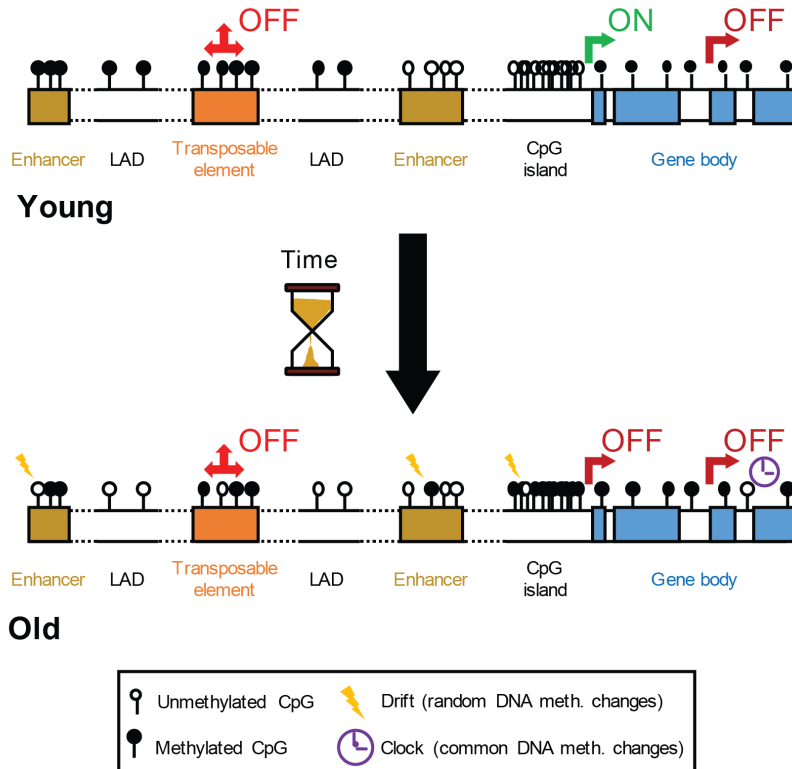 OFF ON OFF
Enhancer LAD Transposable element LAD Enhancer CpG island Gene body
Young
Time
OFF OFF OFF
Enhancer LAD Transposable element LAD Enhancer CpG island Gene body
Old
Unmethylated CpG Drift (random DNA meth. changes)
Methylated CpG Clock (common DNA meth. changes)